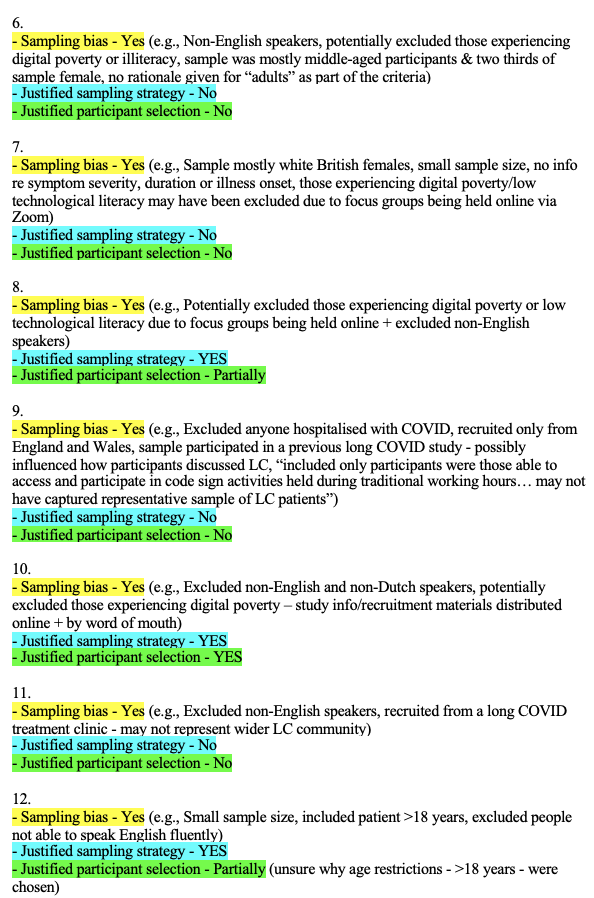 6.
- Sampling bias - Yes (e.g., Non-English speakers, potentially excluded those experiencing
digital poverty or illiteracy, sample was mostly middle-aged participants & two thirds of
sample female, no rationale given for “adults” as part of the criteria)
- Justified sampling strategy - No
- Justified participant selection - No
7.
- Sampling bias - Yes (e.g., Sample mostly white British females, small sample size, no info
re symptom severity, duration or illness onset, those experiencing digital poverty/low
technological literacy may have been excluded due to focus groups being held online via
Zoom)
- Justified sampling strategy - No
- Justified participant selection - No
8.
- Sampling bias - Yes (e.g., Potentially excluded those experiencing digital poverty or low
technological literacy due to focus groups being held online + excluded non-English
speakers)
- Justified sampling strategy - YES
- Justified participant selection - Partially
9.
- Sampling bias - Yes (e.g., Excluded anyone hospitalised with COVID, recruited only from
England and Wales, sample participated in a previous long COVID study - possibly
influenced how participants discussed LC, “included only participants were those able to
access and participate in code sign activities held during traditional working hours… may not
have captured representative sample of LC patients”)
- Justified sampling strategy - No
- Justified participant selection - No
10.
- Sampling bias - Yes (e.g., Excluded non-English and non-Dutch speakers, potentially
excluded those experiencing digital poverty – study info/recruitment materials distributed
online + by word of mouth)
- Justified sampling strategy - YES
- Justified participant selection - YES
11.
- Sampling bias - Yes (e.g., Excluded non-English speakers, recruited from a long COVID
treatment clinic - may not represent wider LC community)
- Justified sampling strategy - No
- Justified participant selection - No
12.
- Sampling bias - Yes (e.g., Small sample size, included patient >18 years, excluded people
not able to speak English fluently)
- Justified sampling strategy - YES
- Justified participant selection - Partially (unsure why age restrictions - >18 years - were
chosen)